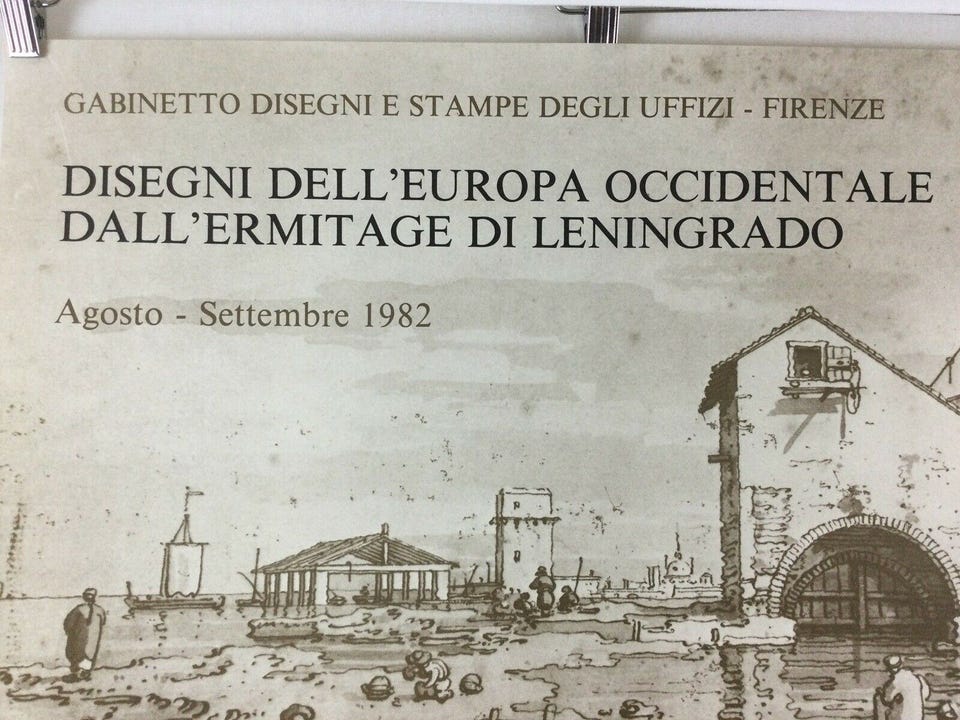 GABINETTO DISEGNI E STAMPE DEGLI UFFIZI - FIRENZE
DISEGNI DELL'EUROPA OCCIDENTALE
DALL'ERMITAGE DI LENINGRADO
Agosto - Settembre 1982